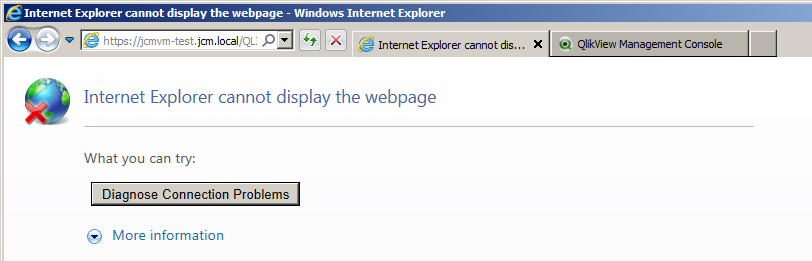 Internet Explorer cannot display the webpage - Windows Internet Explorer
https://jcmvm-test.jcm.local/QL
Internet Explorer cannot dis... QlikView Management Console
Internet Explorer cannot display the webpage
What you can try:
Diagnose Connection Problems
More information